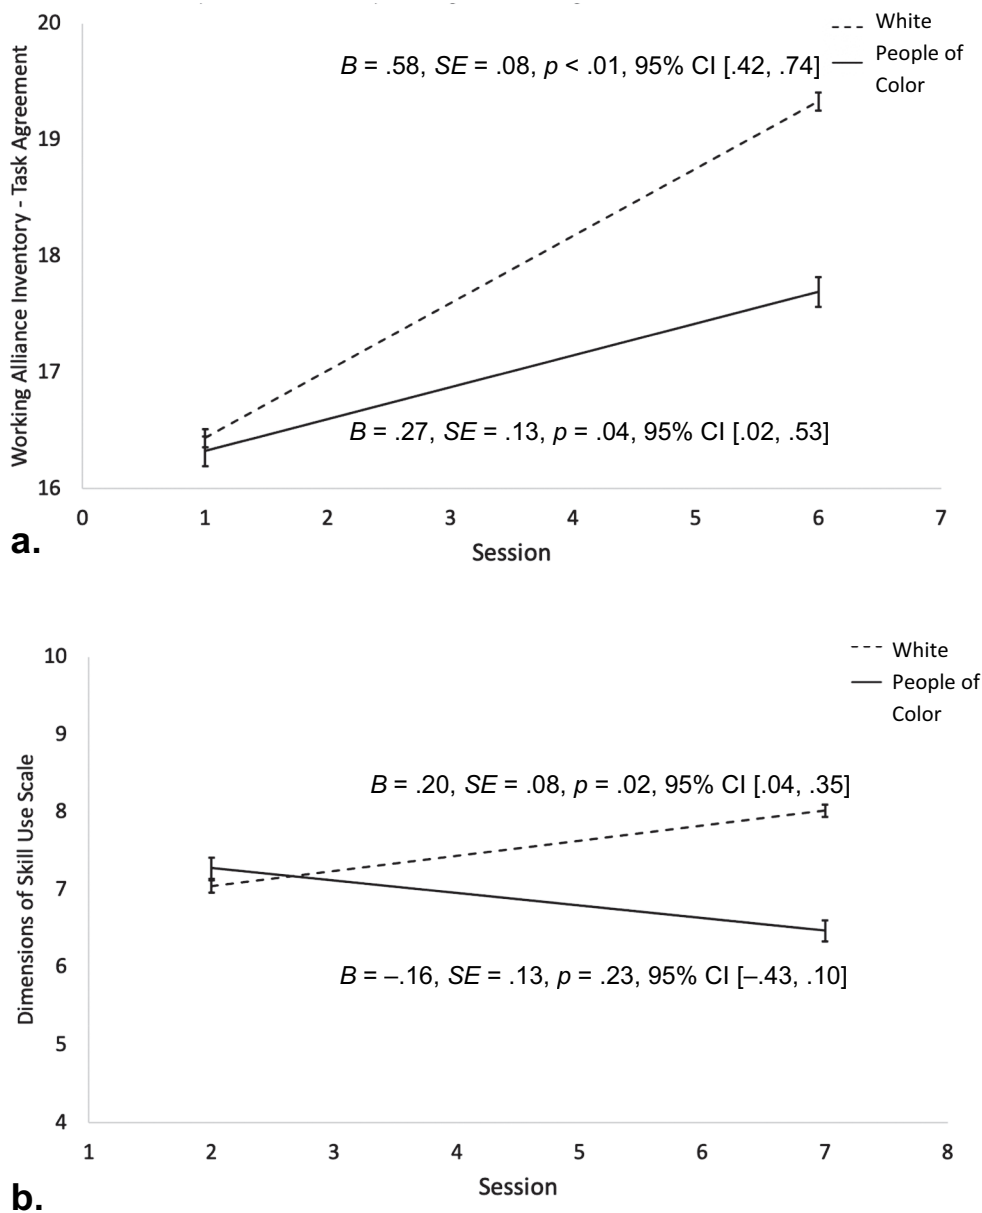 20
White
People of
Color
B = .58, SE = .08, p < .01, 95% CI [.42, .74]
19
18
17
16
Working Alliance Inventory - Task Agreement
B = .27, SE = .13, p = .04, 95% CI [.02, .53]
0 1 2 3 4 5 6 7
Session
a.
10
9
8
7
6
5
4
White
People of
Color
Dimensions of Skill Use Scale
B = .20, SE = .08, p = .02, 95% CI [.04, .35]
B = –.16, SE = .13, p = .23, 95% CI [–.43, .10]
1 2 3 4 5 6 7 8
Session
b.